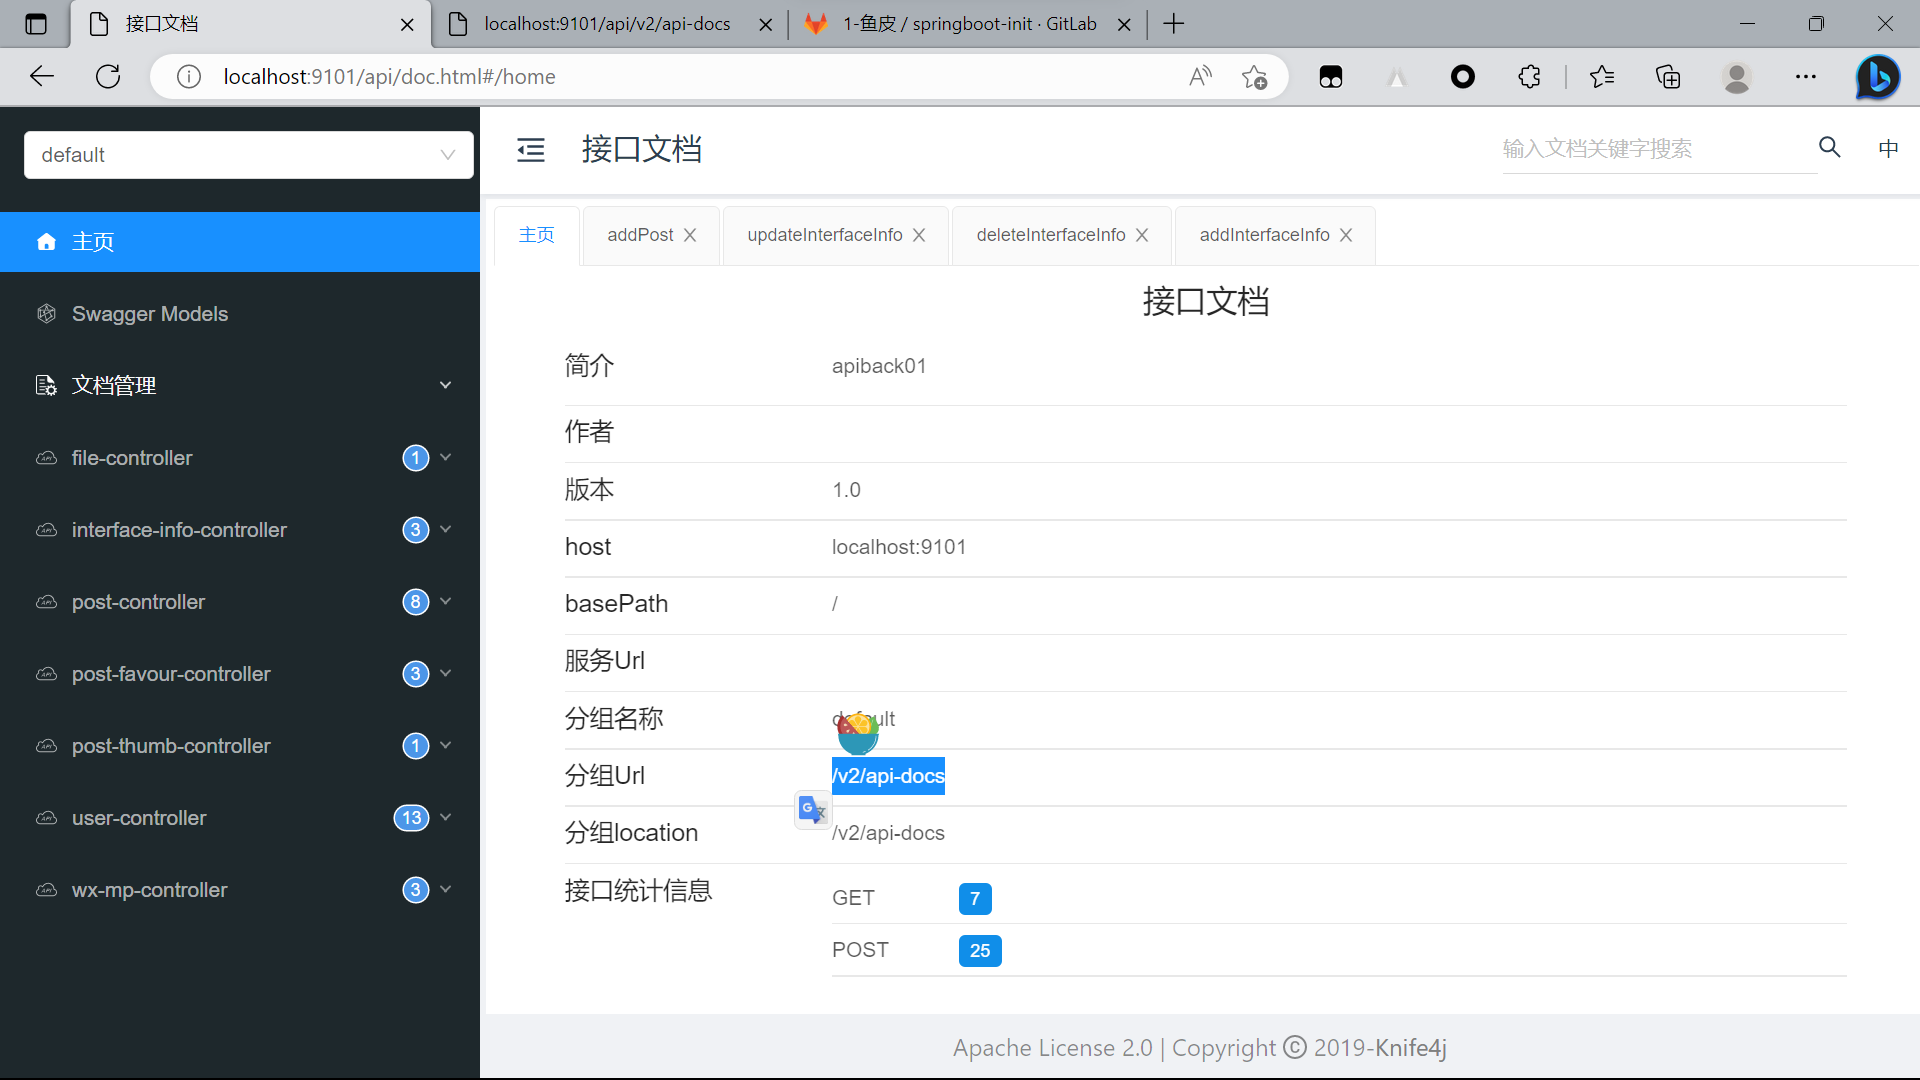 接口文档
localhost:9101/api/v2/api-docs
1-鱼皮 / springboot-init · GitLab
localhost:9101/api/doc.html#/home
default
接口文档
输入文档关键字搜索
中
主页
Swagger Models
文档管理
file-controller 1
interface-info-controller 3
post-controller 8
post-favour-controller 3
post-thumb-controller 1
user-controller 13
wx-mp-controller 3
主页
addPost
updateInterfaceInfo
deleteInterfaceInfo
addInterfaceInfo
接口文档
简介 apiback01
作者
版本 1.0
host localhost:9101
basePath /
服务Url
分组名称 default
分组Url /v2/api-docs
分组location /v2/api-docs
接口统计信息 GET 7
POST 25
Apache License 2.0 | Copyright © 2019-Knife4j